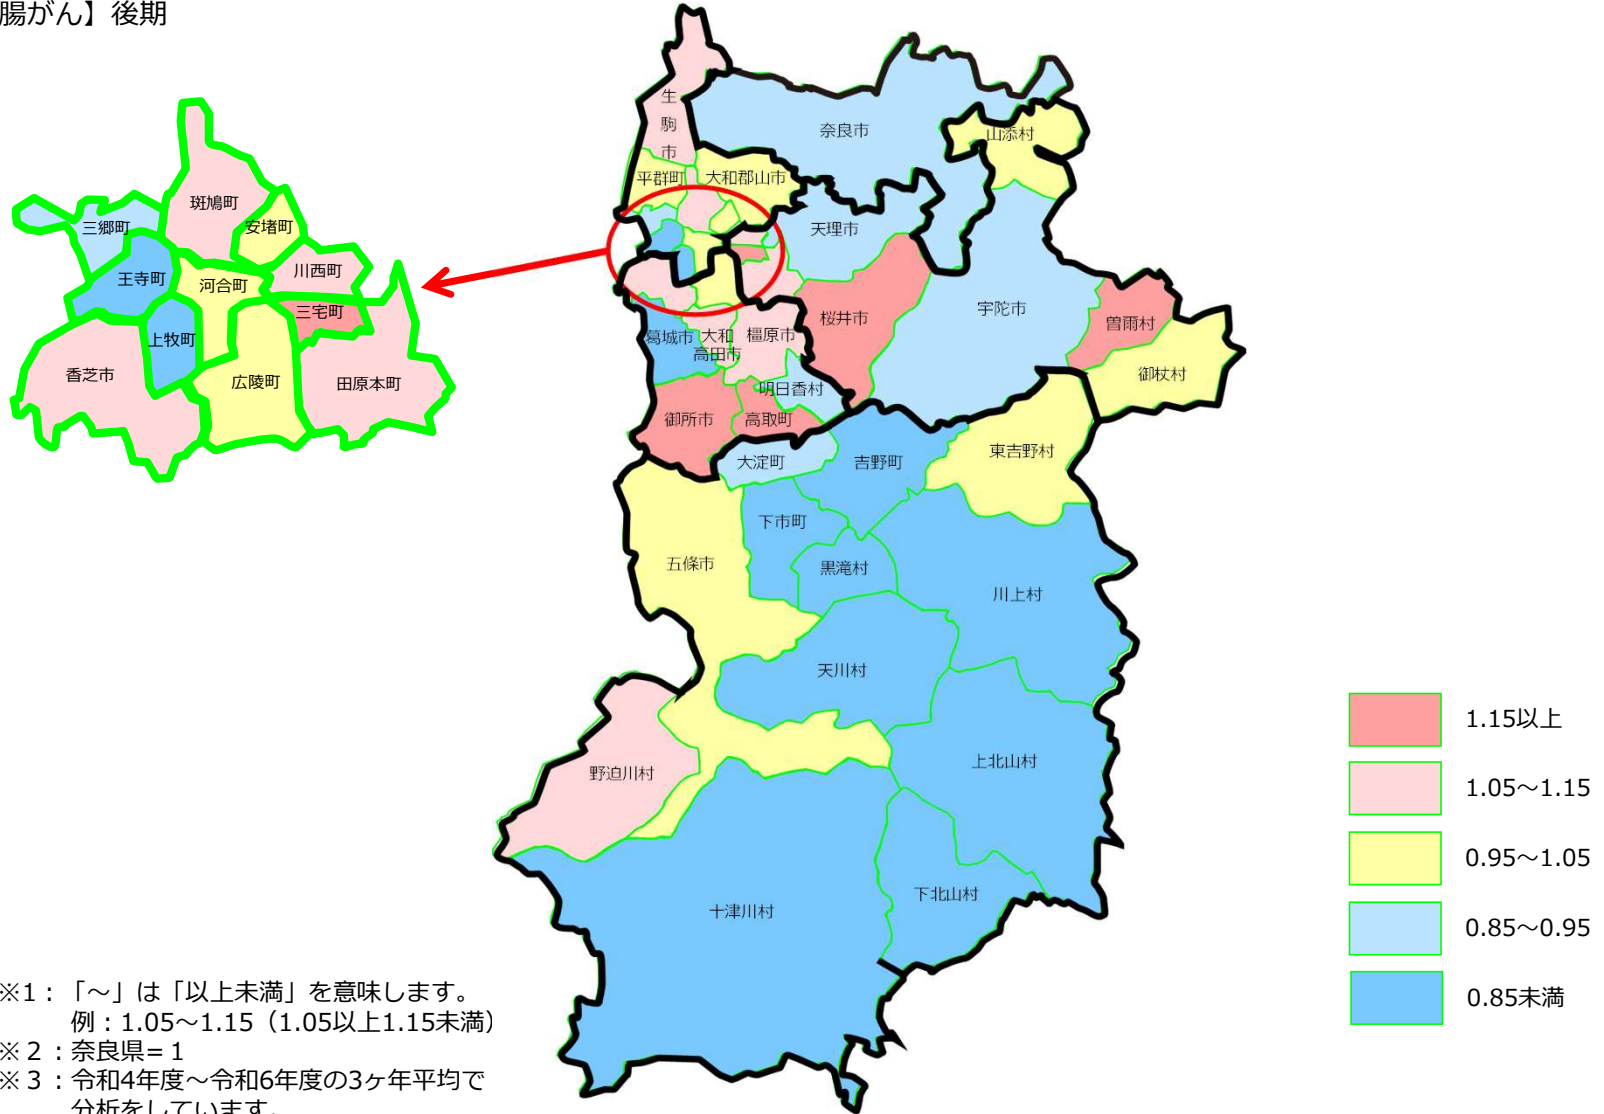 腸がん】後期
生駒市
奈良市
山添村
平群町
大和郡山市
天理市
斑鳩町
三郷町
安堵町
王寺町
河合町
川西町
三宅町
上牧町
香芝市
広陵町
田原本町
葛城市
大和
高田市
橿原市
桜井市
宇陀市
曽爾村
御杖村
明日香村
御所市
高取町
大淀町
吉野町
東吉野村
下市町
五條市
黒滝村
川上村
天川村
野迫川村
上北山村
十津川村
下北山村
1.15以上
1.05~1.15
0.95~1.05
0.85~0.95
0.85未満
※1:「~」は「以上未満」を意味します。
例:1.05~1.15(1.05以上1.15未満)
※2:奈良県=1
※3:令和4年度~令和6年度の3ヶ年平均で
分析をしています。